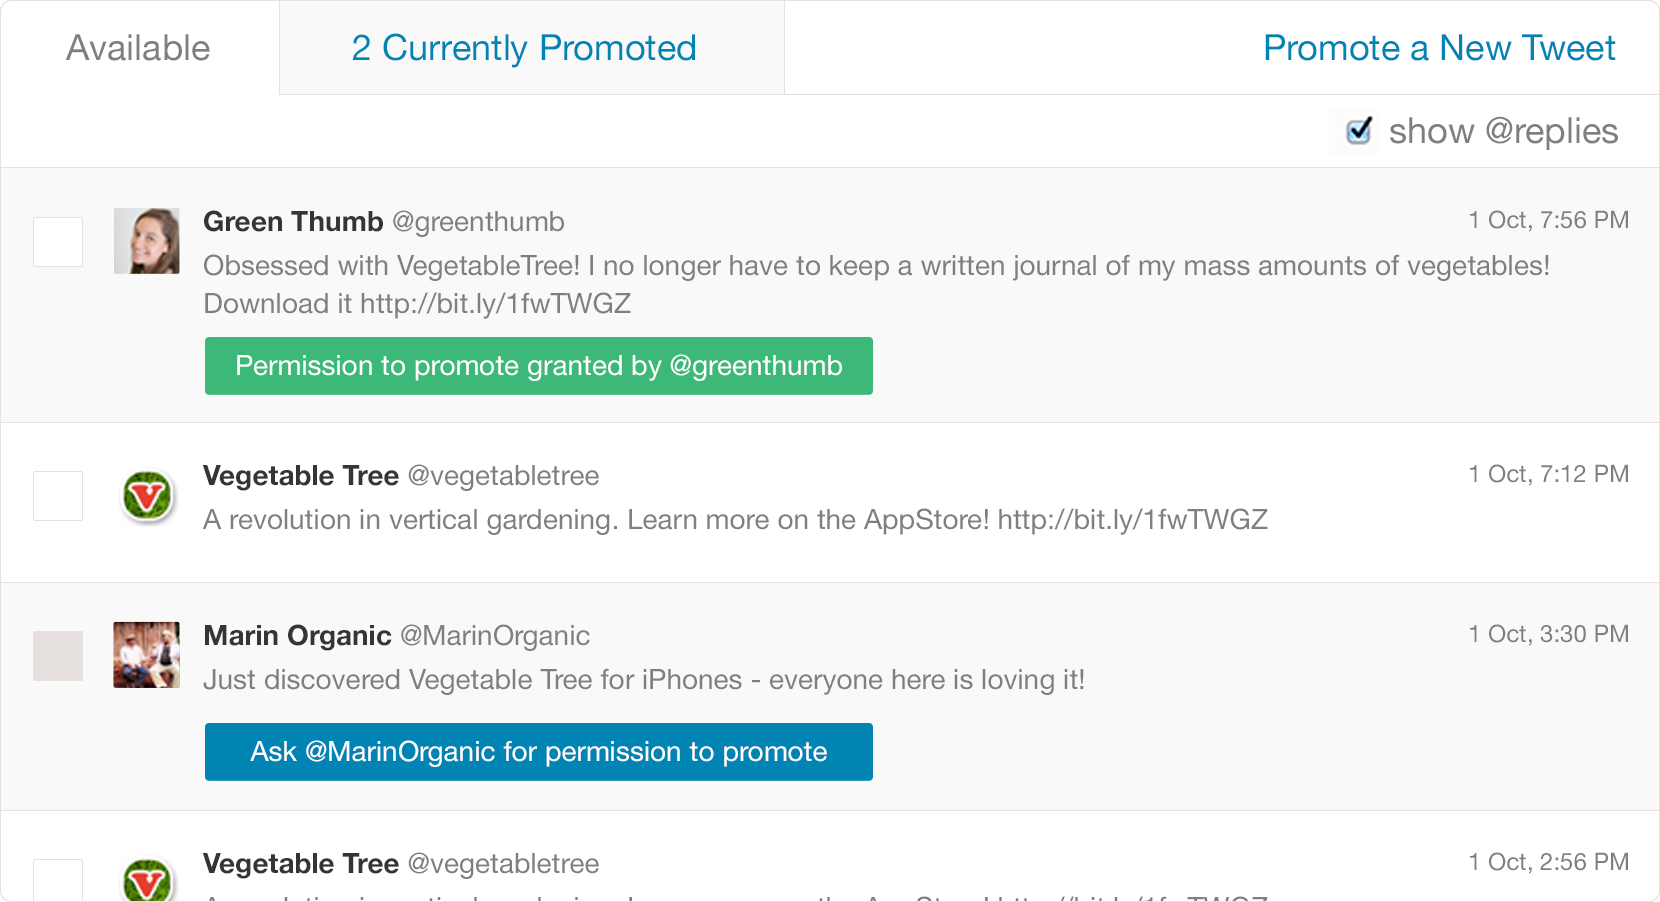 Available
2 Currently Promoted
Promote a New Tweet
show @replies
Green Thumb @greenthumb
1 Oct, 7:56 PM
Obsessed with VegetableTree! I no longer have to keep a written journal of my mass amounts of vegetables!
Download it http://bit.ly/1fwTWGZ
Permission to promote granted by @greenthumb
V
Vegetable Tree @vegetabletree
1 Oct, 7:12 PM
A revolution in vertical gardening. Learn more on the AppStore! http://bit.ly/1fwTWGZ
Marin Organic @MarinOrganic
1 Oct, 3:30 PM
Just discovered Vegetable Tree for iPhones - everyone here is loving it!
Ask @MarinOrganic for permission to promote
V
Vegetable Tree @vegetabletree
1 Oct, 2:56 PM